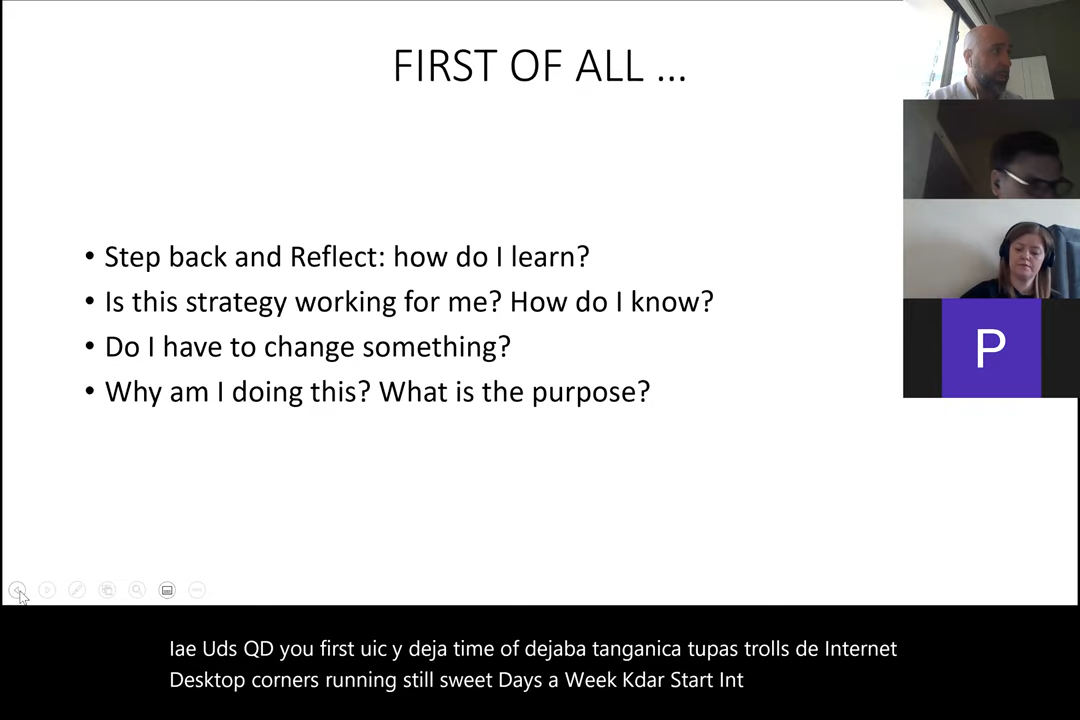 FIRST OF ALL ...
• Step back and Reflect: how do I learn?
• Is this strategy working for me? How do I know?
• Do I have to change something?
• Why am I doing this? What is the purpose?
P
Iae Uds QD you first uic y deja time of dejaba tanganica tupas trolls de Internet
Desktop corners running still sweet Days a Week Kdar Start Int